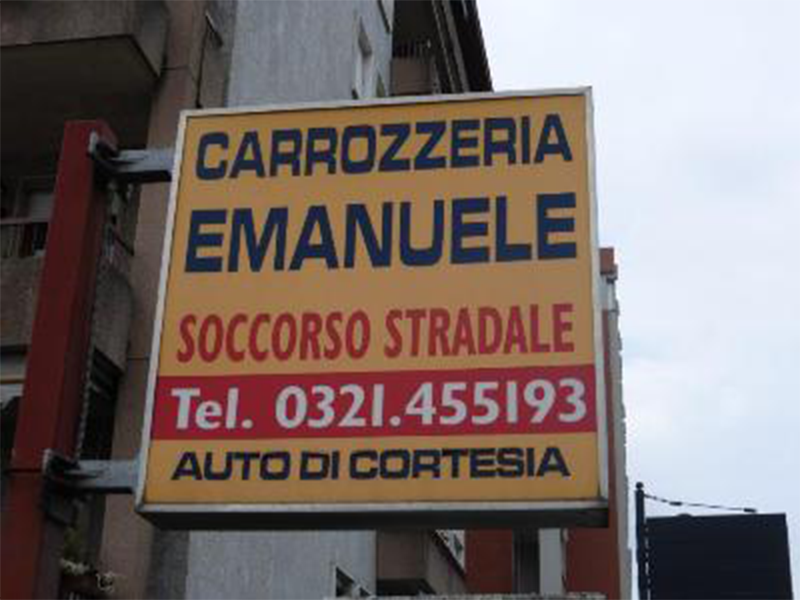 CARROZZERIA
EMANUELE
SOCCORSO STRADALE
Tel. 0321.455193
AUTO DI CORTESIA